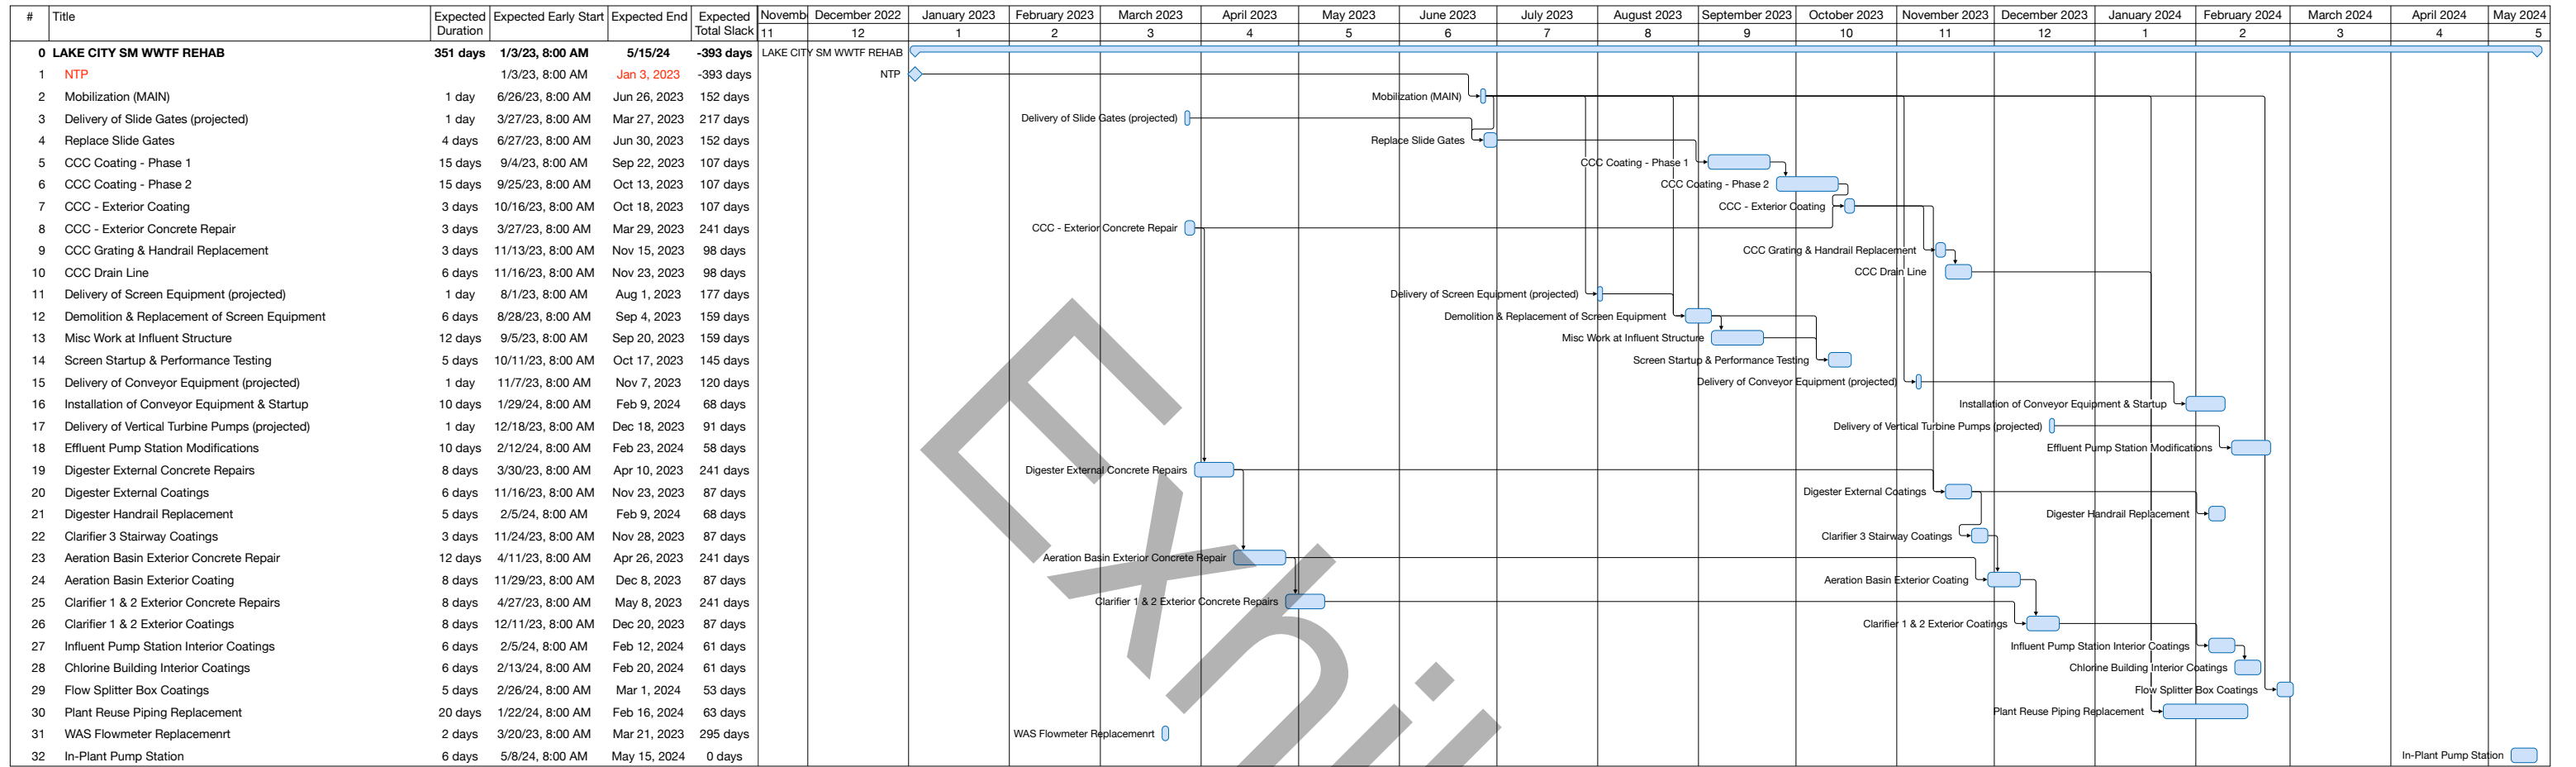 # Title Expected Duration Expected Early Start Expected End Expected Total Slack Novemb December 2022 January 2023 February 2023 March 2023 April 2023 May 2023 June 2023 July 2023 August 2023 September 2023 October 2023 November 2023 December 2023 January 2024 February 2024 March 2024 April 2024 May 2024
11 12 1 2 3 4 5 6 7 8 9 10 11 12 1 2 3 4 5
0 LAKE CITY SM WWTF REHAB 351 days 1/3/23, 8:00 AM 5/15/24 -393 days LAKE CITY SM WWTF REHAB
1 NTP 1/3/23, 8:00 AM Jan 3, 2023 -393 days NTP
2 Mobilization (MAIN) 1 day 6/26/23, 8:00 AM Jun 26, 2023 152 days Mobilization (MAIN)
3 Delivery of Slide Gates (projected) 1 day 3/27/23, 8:00 AM Mar 27, 2023 217 days Delivery of Slide Gates (projected)
4 Replace Slide Gates 4 days 6/27/23, 8:00 AM Jun 30, 2023 152 days Replace Slide Gates
5 CCC Coating - Phase 1 15 days 9/4/23, 8:00 AM Sep 22, 2023 107 days CCC Coating - Phase 1
6 CCC Coating - Phase 2 15 days 9/25/23, 8:00 AM Oct 13, 2023 107 days CCC Coating - Phase 2
7 CCC - Exterior Coating 3 days 10/16/23, 8:00 AM Oct 18, 2023 107 days CCC - Exterior Coating
8 CCC - Exterior Concrete Repair 3 days 3/27/23, 8:00 AM Mar 29, 2023 241 days CCC - Exterior Concrete Repair
9 CCC Grating & Handrail Replacement 3 days 11/13/23, 8:00 AM Nov 15, 2023 98 days CCC Grating & Handrail Replacement
10 CCC Drain Line 6 days 11/16/23, 8:00 AM Nov 23, 2023 98 days CCC Drain Line
11 Delivery of Screen Equipment (projected) 1 day 8/1/23, 8:00 AM Aug 1, 2023 177 days Delivery of Screen Equipment (projected)
12 Demolition & Replacement of Screen Equipment 6 days 8/28/23, 8:00 AM Sep 4, 2023 159 days Demolition & Replacement of Screen Equipment
13 Misc Work at Influent Structure 12 days 9/5/23, 8:00 AM Sep 20, 2023 159 days Misc Work at Influent Structure
14 Screen Startup & Performance Testing 5 days 10/11/23, 8:00 AM Oct 17, 2023 145 days Screen Startup & Performance Testing
15 Delivery of Conveyor Equipment (projected) 1 day 11/7/23, 8:00 AM Nov 7, 2023 120 days Delivery of Conveyor Equipment (projected)
16 Installation of Conveyor Equipment & Startup 10 days 1/29/24, 8:00 AM Feb 9, 2024 68 days Installation of Conveyor Equipment & Startup
17 Delivery of Vertical Turbine Pumps (projected) 1 day 12/18/23, 8:00 AM Dec 18, 2023 91 days Delivery of Vertical Turbine Pumps (projected)
18 Effluent Pump Station Modifications 10 days 2/12/24, 8:00 AM Feb 23, 2024 58 days Effluent Pump Station Modifications
19 Digester External Concrete Repairs 8 days 3/30/23, 8:00 AM Apr 10, 2023 241 days Digester External Concrete Repairs
20 Digester External Coatings 6 days 11/16/23, 8:00 AM Nov 23, 2023 87 days Digester External Coatings
21 Digester Handrail Replacement 5 days 2/5/24, 8:00 AM Feb 9, 2024 68 days Digester Handrail Replacement
22 Clarifier 3 Stairway Coatings 3 days 11/24/23, 8:00 AM Nov 28, 2023 87 days Clarifier 3 Stairway Coatings
23 Aeration Basin Exterior Concrete Repair 12 days 4/11/23, 8:00 AM Apr 26, 2023 241 days Aeration Basin Exterior Concrete Repair
24 Aeration Basin Exterior Coating 8 days 11/29/23, 8:00 AM Dec 8, 2023 87 days Aeration Basin Exterior Coating
25 Clarifier 1 & 2 Exterior Concrete Repairs 8 days 4/27/23, 8:00 AM May 8, 2023 241 days Clarifier 1 & 2 Exterior Concrete Repairs
26 Clarifier 1 & 2 Exterior Coatings 8 days 12/11/23, 8:00 AM Dec 20, 2023 87 days Clarifier 1 & 2 Exterior Coatings
27 Influent Pump Station Interior Coatings 6 days 2/5/24, 8:00 AM Feb 12, 2024 61 days Influent Pump Station Interior Coatings
28 Chlorine Building Interior Coatings 6 days 2/13/24, 8:00 AM Feb 20, 2024 61 days Chlorine Building Interior Coatings
29 Flow Splitter Box Coatings 5 days 2/26/24, 8:00 AM Mar 1, 2024 53 days Flow Splitter Box Coatings
30 Plant Reuse Piping Replacement 20 days 1/22/24, 8:00 AM Feb 16, 2024 63 days Plant Reuse Piping Replacement
31 WAS Flowmeter Replacemenrt 2 days 3/20/23, 8:00 AM Mar 21, 2023 295 days WAS Flowmeter Replacemenrt
32 In-Plant Pump Station 6 days 5/8/24, 8:00 AM May 15, 2024 0 days In-Plant Pump Station
Exhi